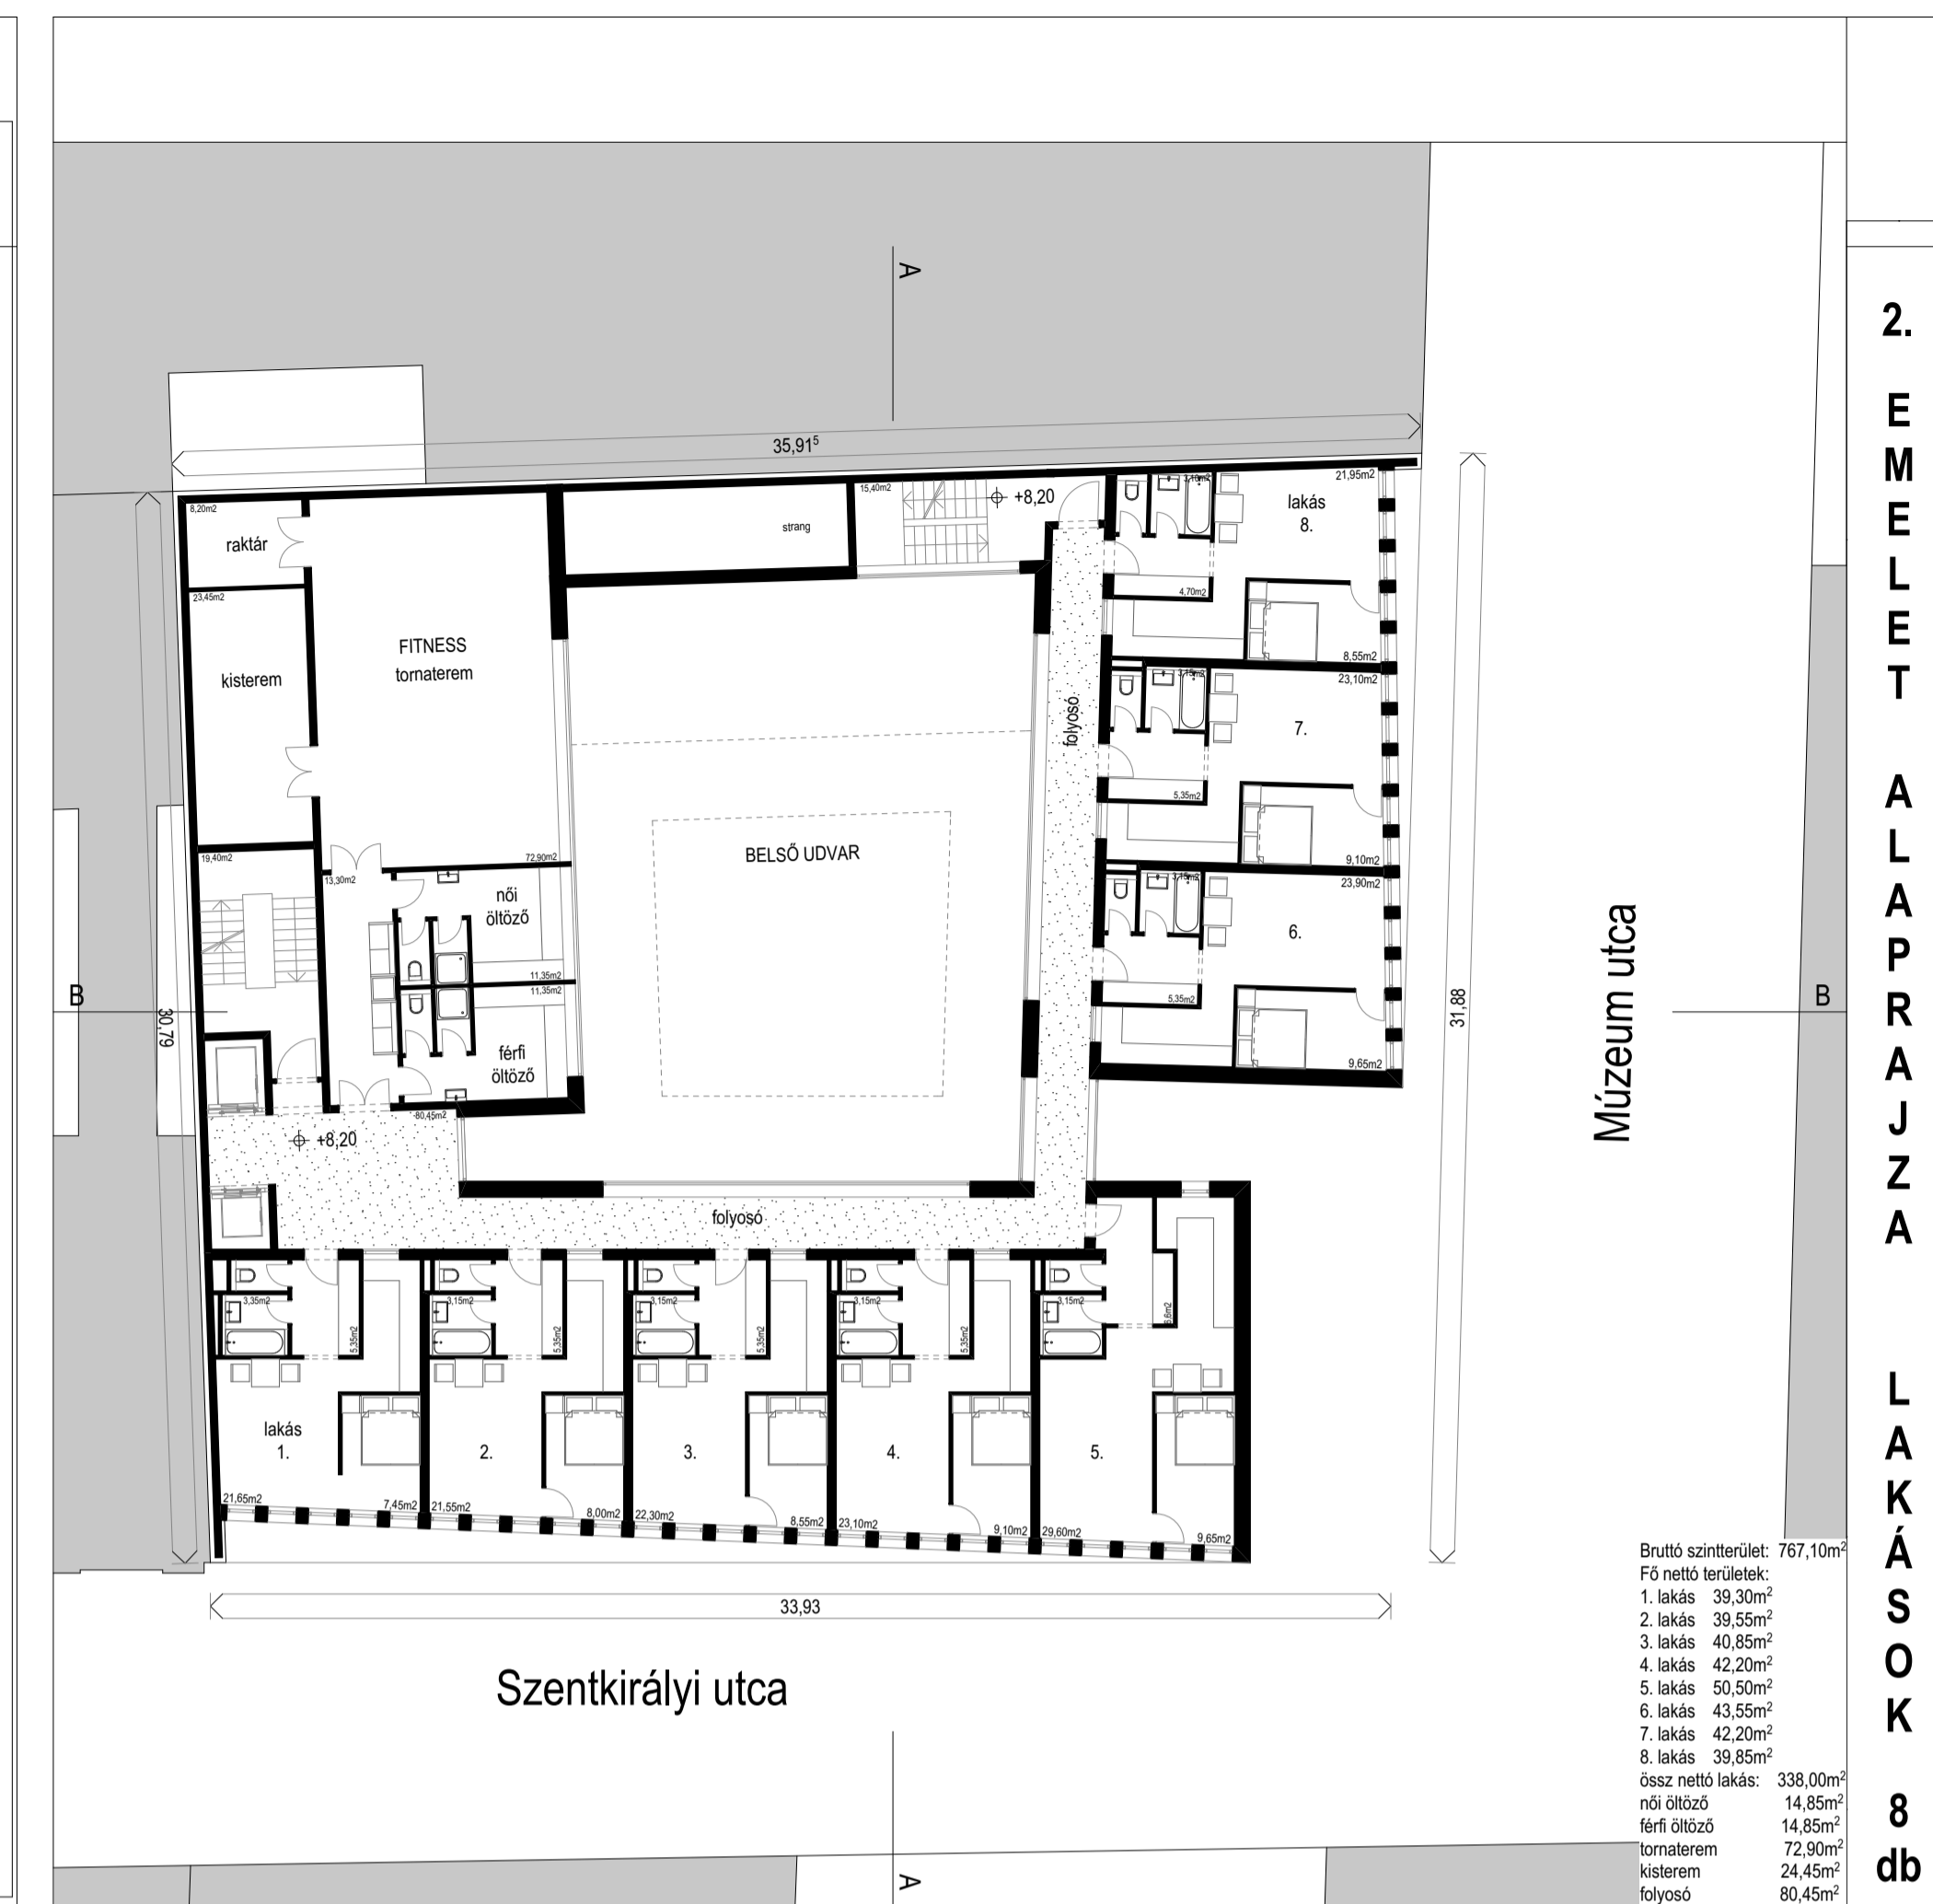 A
35,91⁵
15,40m2
+8,20
strang
3,10m2
21,95m2
lakás
8.
8,20m2
raktár
4,70m2
23,45m2
FITNESS
tornaterem
kisterem
8,55m2
3,15m2
23,10m2
folyosó
7.
5,35m2
BELSŐ UDVAR
72,90m2
9,10m2
19,40m2
13,30m2
női
öltöző
3,15m2
23,90m2
6.
11,35m2
11,35m2
5,35m2
B
30,79
férfi
öltöző
9,65m2
31,88
Múzeum utca
B
80,45m2
+8,20
folyosó
3,35m2
5,35m2
3,15m2
5,35m2
3,15m2
5,35m2
3,15m2
5,35m2
3,15m2
lakás
1.
2.
3.
4.
5.
21,65m2
7,45m2
21,55m2
8,00m2
22,30m2
8,55m2
23,10m2
9,10m2
29,60m2
9,65m2
33,93
Szentkirályi utca
A
Bruttó szintterület: 767,10m²
Fő nettó területek:
1. lakás 39,30m²
2. lakás 39,55m²
3. lakás 40,85m²
4. lakás 42,20m²
5. lakás 50,50m²
6. lakás 43,55m²
7. lakás 42,20m²
8. lakás 39,85m²
össz nettó lakás: 338,00m²
női öltöző 14,85m²
férfi öltöző 14,85m²
tornaterem 72,90m²
kisterem 24,45m²
folyosó 80,45m²
2. EMELET ALAPRAJZA LAKÁSOK 8 db